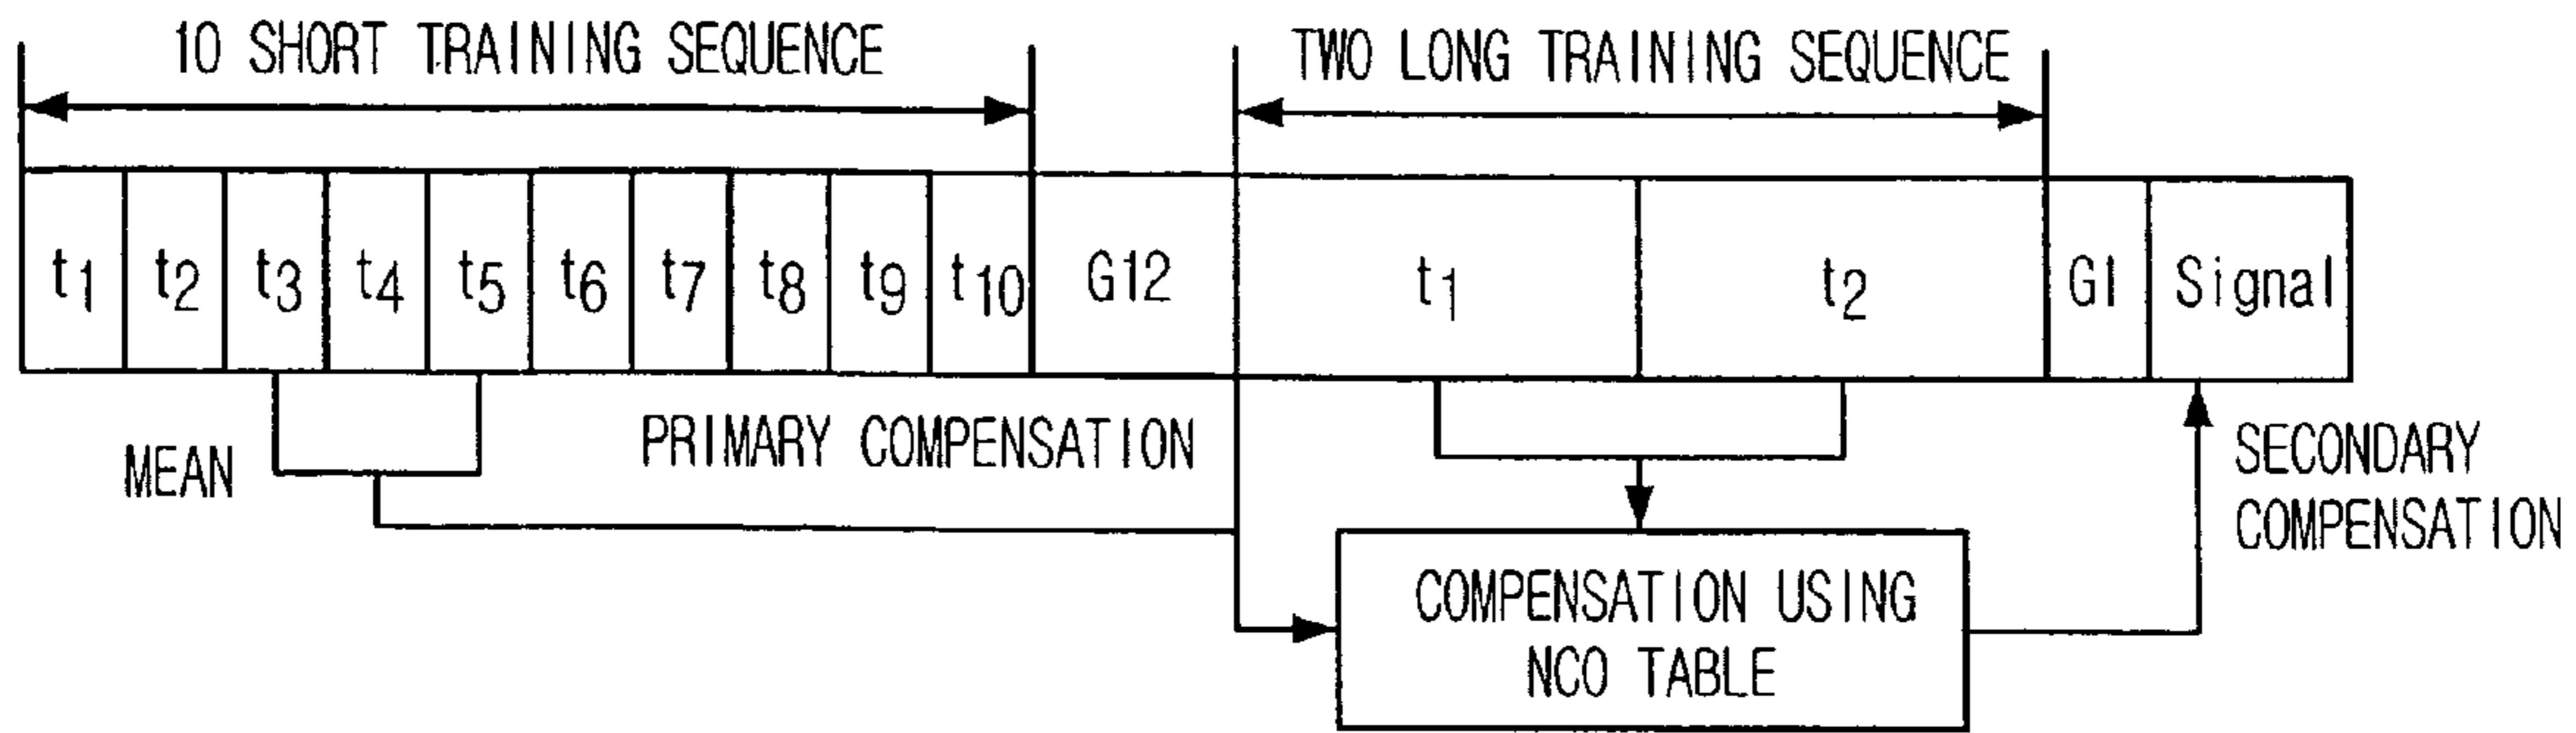 10 SHORT TRAINING SEQUENCE
TWO LONG TRAINING SEQUENCE
t1 t2 t3 t4 t5 t6 t7 t8 t9 t10 G12 t1 t2 GI Signal
MEAN
PRIMARY COMPENSATION
SECONDARY
COMPENSATION
COMPENSATION USING
NCO TABLE